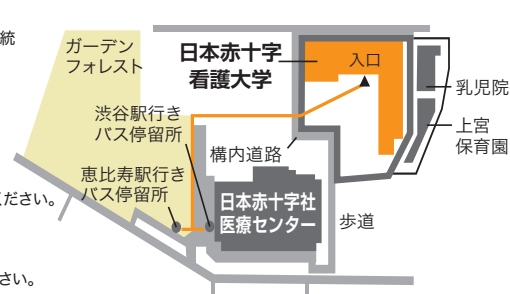 統
ガーデン
フォレスト
日本赤十字
看護大学
入口
乳児院
上宮
保育園
渋谷駅行き
バス停留所
構内道路
恵比寿駅行き
バス停留所
ださい。
日本赤十字社
医療センター
歩道
さい。